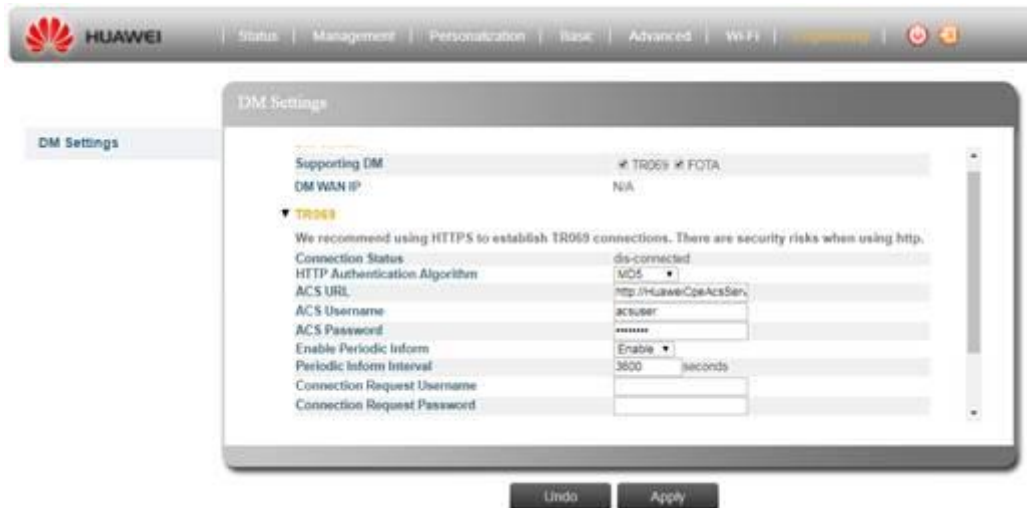 HUAWEI
Status | Management | Personalization | Basic | Advanced | Wi-Fi |
DM Settings
DM Settings
Supporting DM TR069 FOTA
DM WAN IP N/A
TR069
We recommend using HTTPS to establish TR069 connections. There are security risks when using http.
Connection Status dis-connected
HTTP Authentication Algorithm MD5
ACS URL http://HuaweiCpeAcsServ
ACS Username acsuser
ACS Password ••••••••
Enable Periodic Inform Enable
Periodic Inform Interval 3600 seconds
Connection Request Username
Connection Request Password
Undo Apply